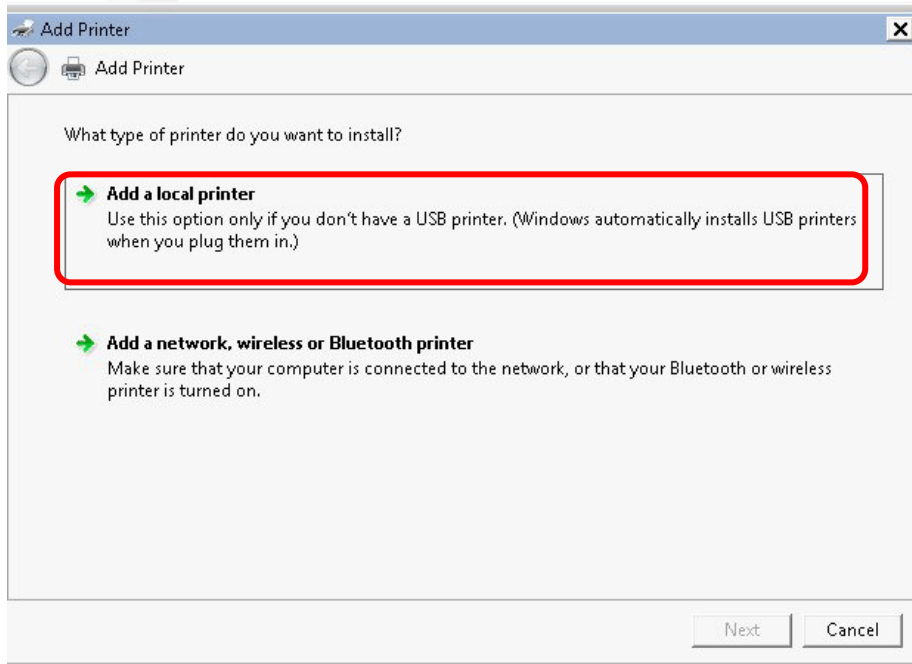 Add Printer
Add Printer
What type of printer do you want to install?
Add a local printer
Use this option only if you don't have a USB printer. (Windows automatically installs USB printers
when you plug them in.)
Add a network, wireless or Bluetooth printer
Make sure that your computer is connected to the network, or that your Bluetooth or wireless
printer is turned on.
Next Cancel